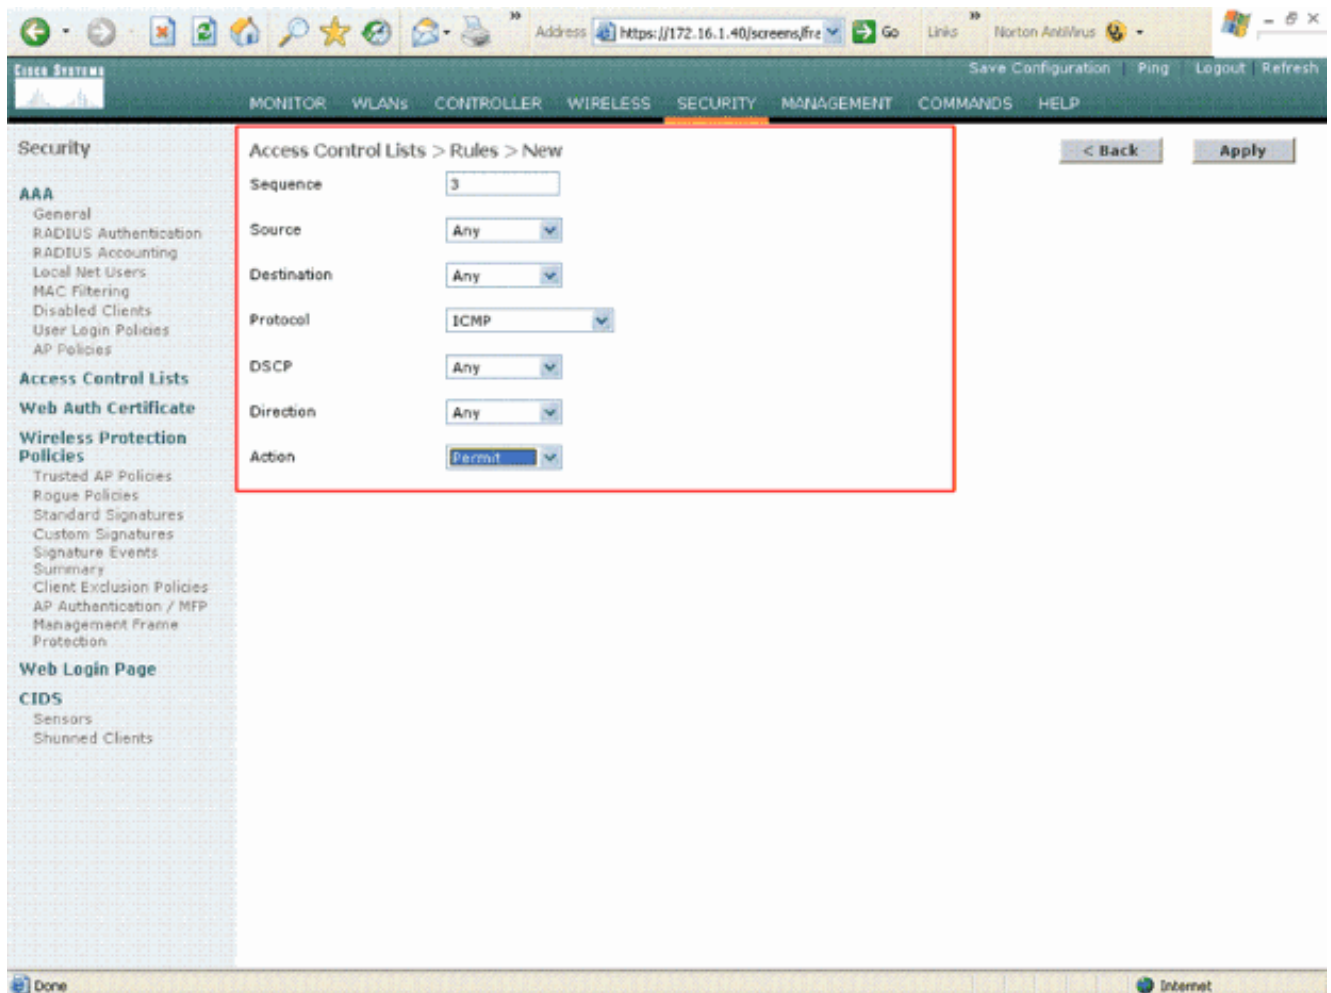 » Address https://172.16.1.40/screens/fra Go Links » Norton AntiVirus
CISCO SYSTEMS
Save Configuration | Ping | Logout | Refresh
MONITOR WLANs CONTROLLER WIRELESS SECURITY MANAGEMENT COMMANDS HELP
Security
AAA
General
RADIUS Authentication
RADIUS Accounting
Local Net Users
MAC Filtering
Disabled Clients
User Login Policies
AP Policies
Access Control Lists
Web Auth Certificate
Wireless Protection
Policies
Trusted AP Policies
Rogue Policies
Standard Signatures
Custom Signatures
Signature Events
Summary
Client Exclusion Policies
AP Authentication / MFP
Management Frame
Protection
Web Login Page
CIDS
Sensors
Shunned Clients
Access Control Lists > Rules > New
< Back Apply
Sequence 3
Source Any
Destination Any
Protocol ICMP
DSCP Any
Direction Any
Action Permit
Done Internet